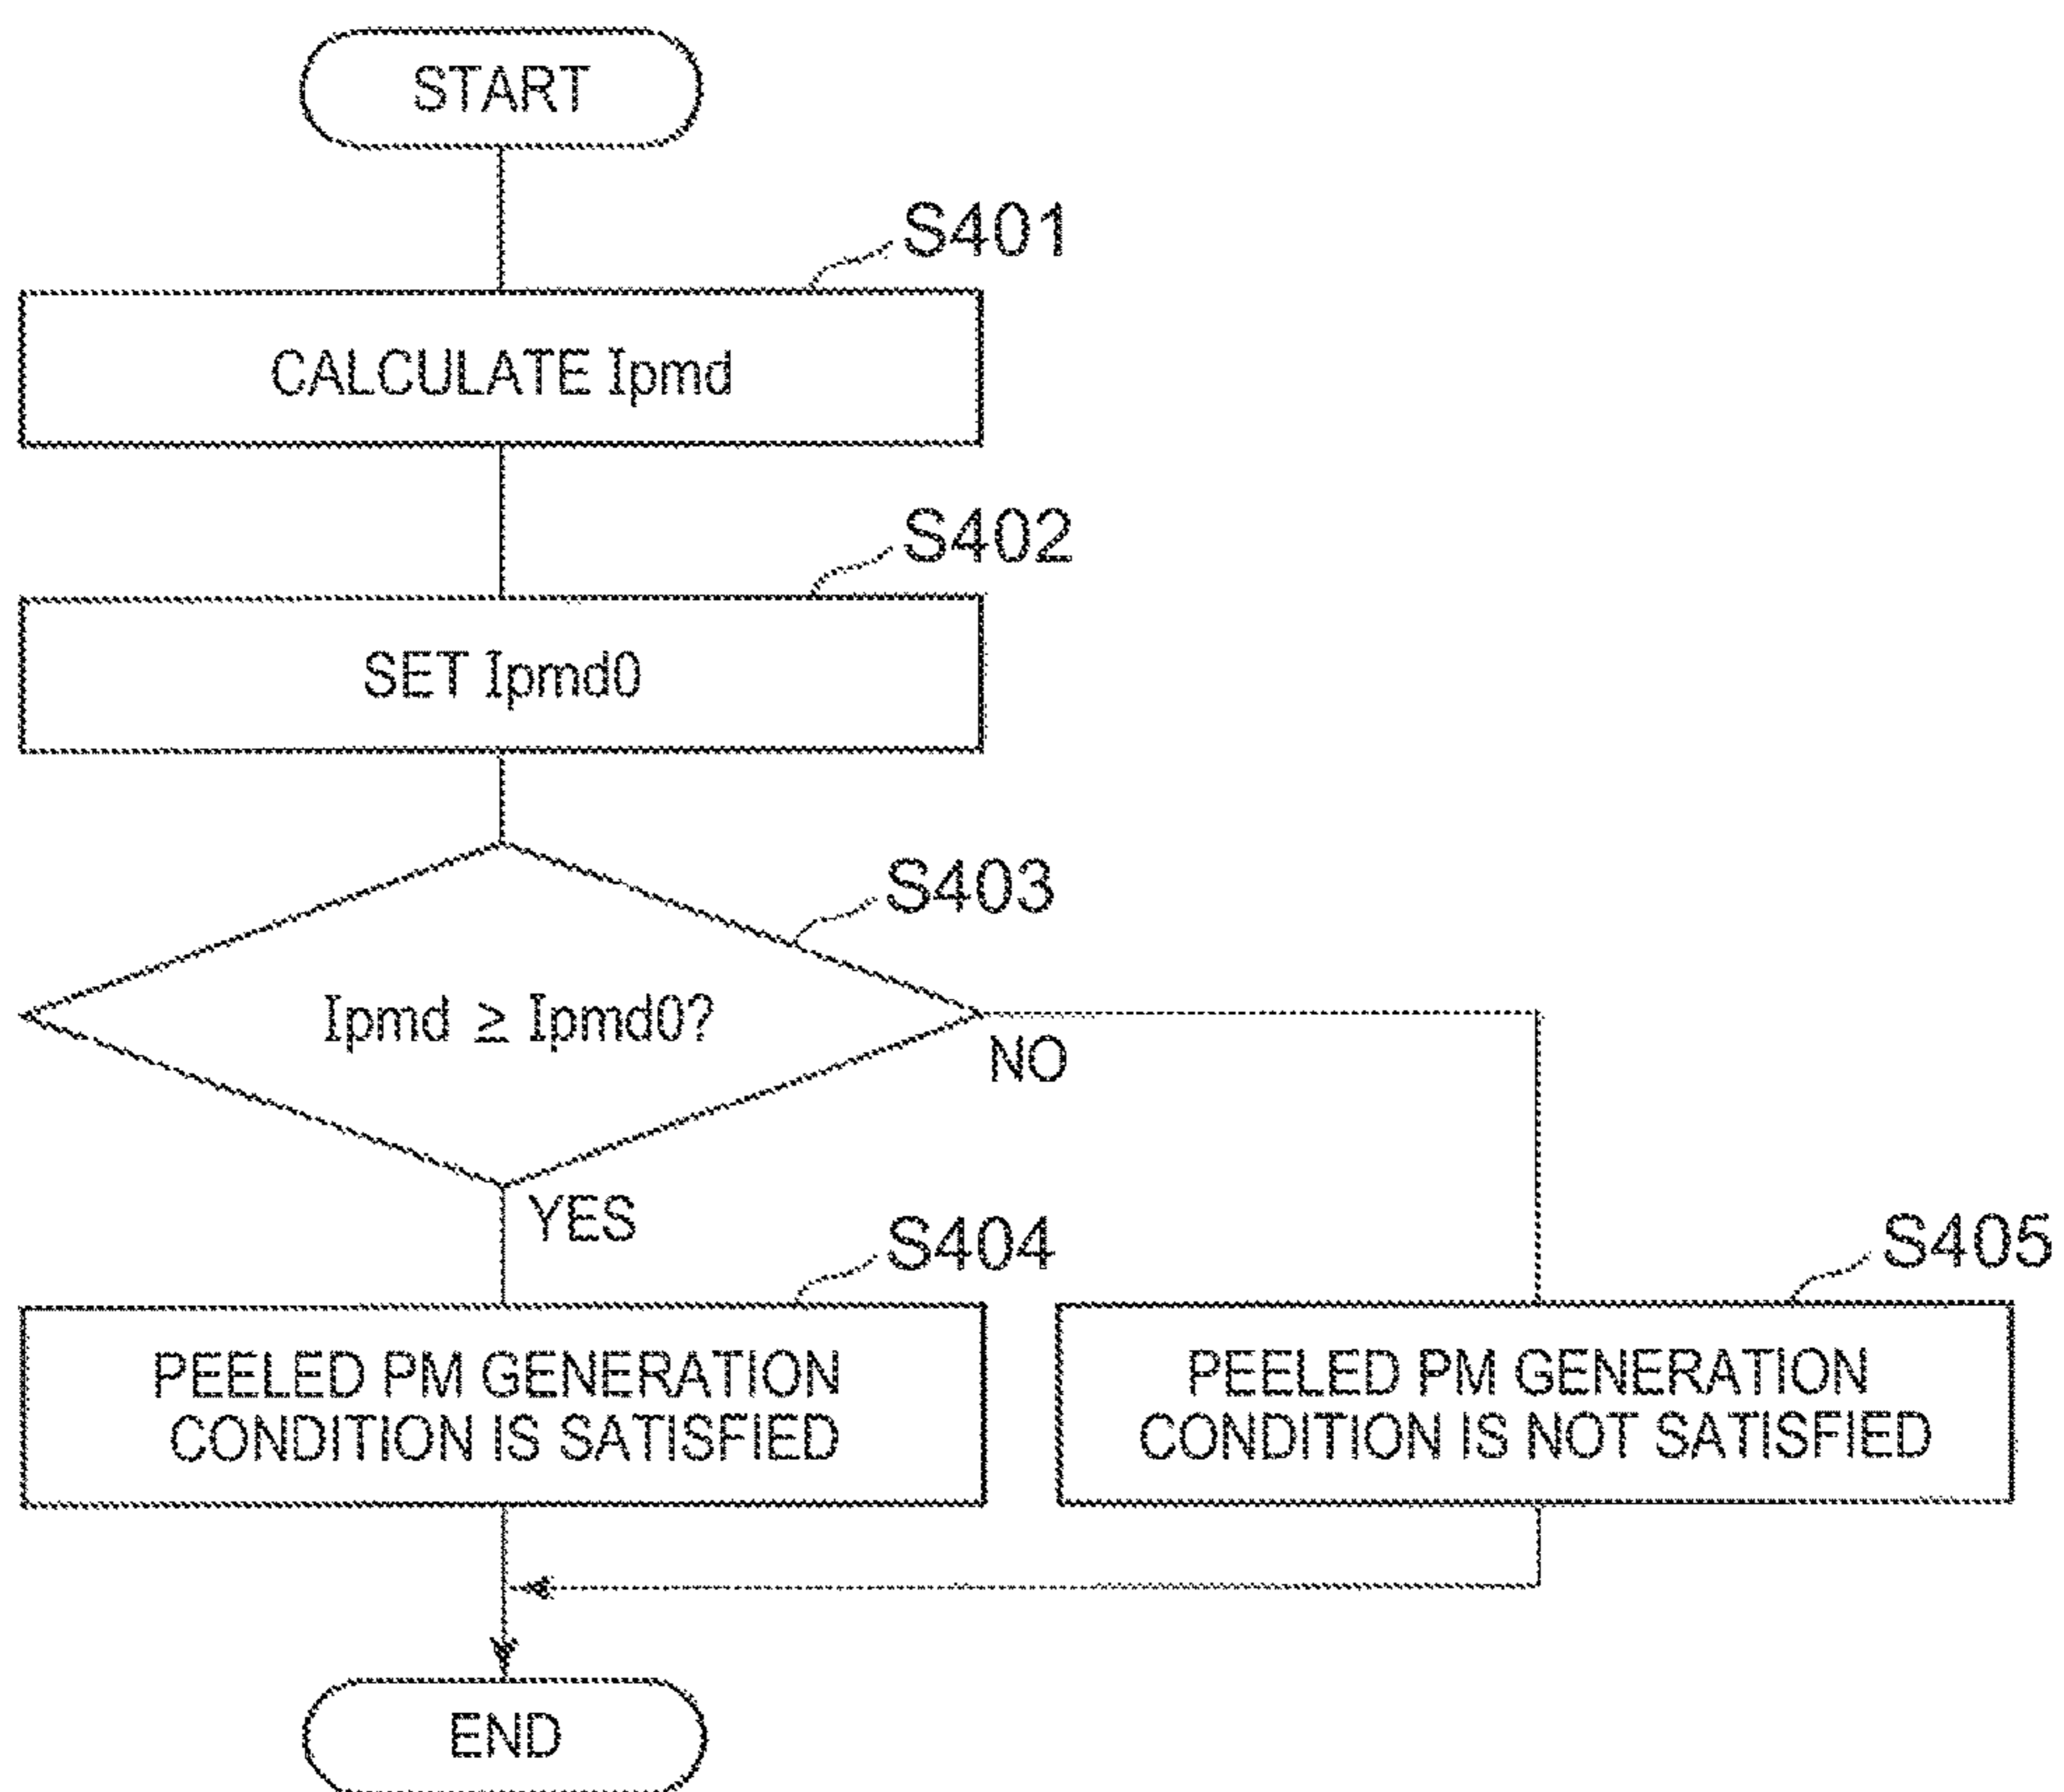 START
S401
CALCULATE Ipmd
S402
SET Ipmd0
S403
Ipmd ≥ Ipmd0?
NO
YES
S404
S405
PEELED PM GENERATION
CONDITION IS SATISFIED
PEELED PM GENERATION
CONDITION IS NOT SATISFIED
END